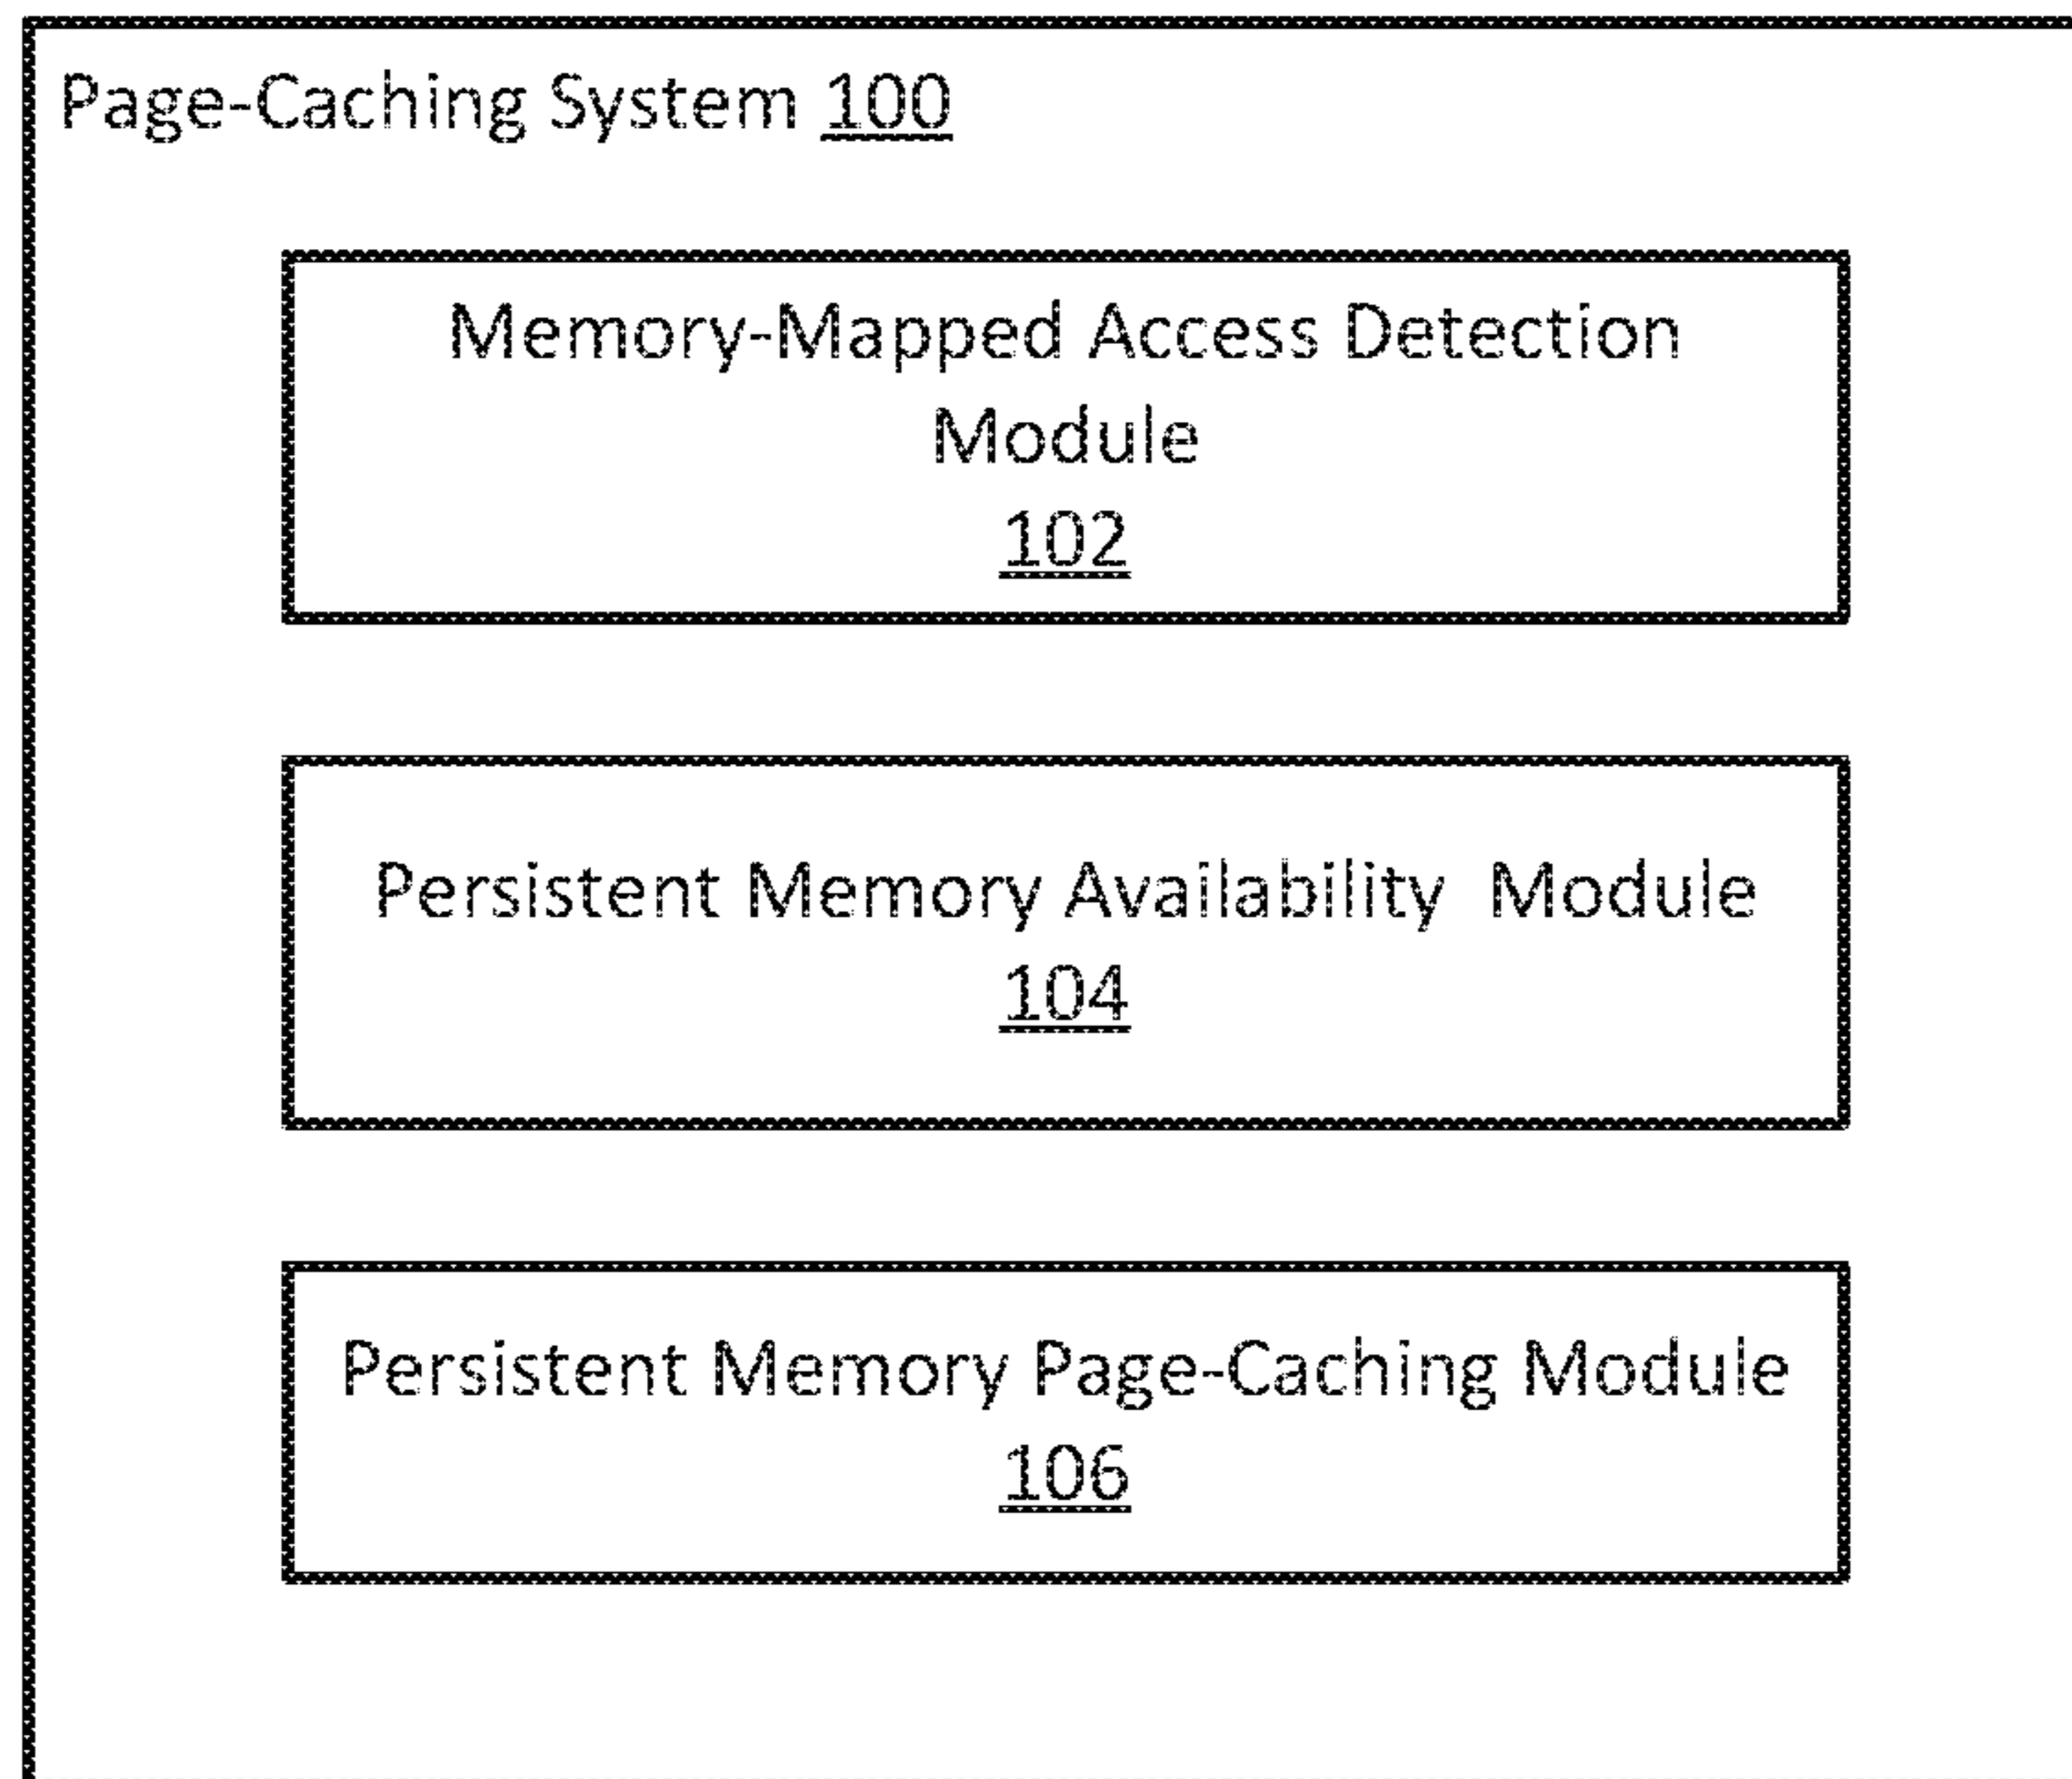 Page-Caching System 100
Memory-Mapped Access Detection
Module
102
Persistent Memory Availability Module
104
Persistent Memory Page-Caching Module
106